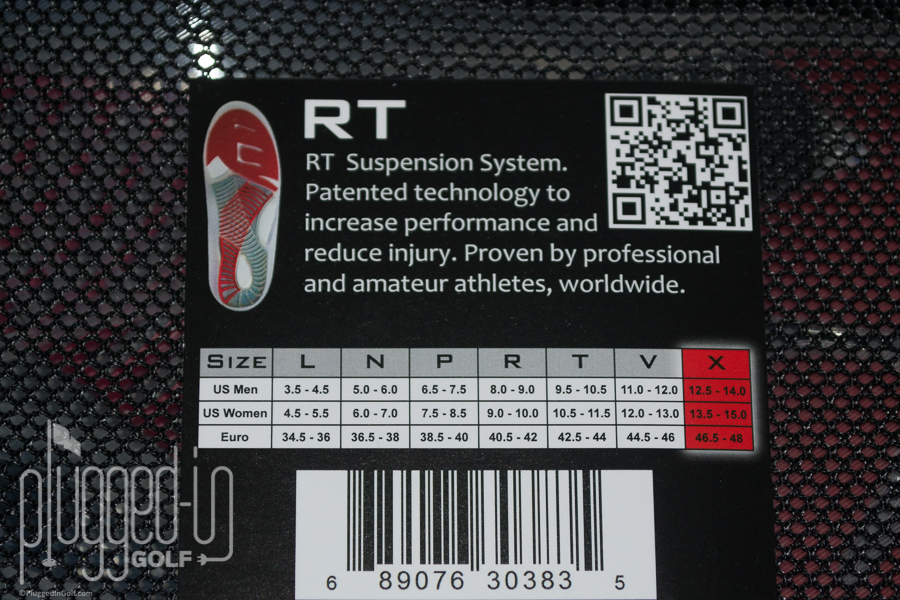 RT
RT Suspension System.
Patented technology to
increase performance and
reduce injury. Proven by professional
and amateur athletes, worldwide.
SIZE L N P R T V X
US Men 3.5 - 4.5 5.0 - 6.0 6.5 - 7.5 8.0 - 9.0 9.5 - 10.5 11.0 - 12.0 12.5 - 14.0
US Women 4.5 - 5.5 6.0 - 7.0 7.5 - 8.5 9.0 - 10.0 10.5 - 11.5 12.0 - 13.0 13.5 - 15.0
Euro 34.5 - 36 36.5 - 38 38.5 - 40 40.5 - 42 42.5 - 44 44.5 - 46 46.5 - 48
6 89076 30383 5
plugged-in
GOLF
©PluggedInGolf.com